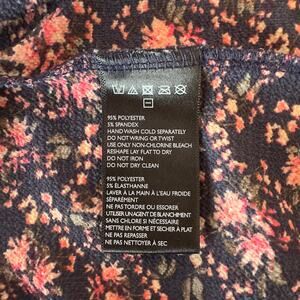 95% POLYESTER
5% SPANDEX
HAND WASH COLD SEPARATELY
DO NOT WRING OR TWIST
USE ONLY NON-CHLORINE BLEACH
RESHAPE LAY FLAT TO DRY
DO NOT IRON
DO NOT DRY CLEAN
95% POLYESTER
5% ÉLASTHANNE
LAVER À LA MAIN À L'EAU FROIDE
SÉPARÉMENT
NE PAS TORDRE OU ESSORER
UTILISER UN AGENT DE BLANCHIMENT
SANS CHLORE SI NÉCESSAIRE
METTRE EN FORME ET SÉCHER À PLAT
NE PAS REPASSER
NE PAS NETTOYER À SEC